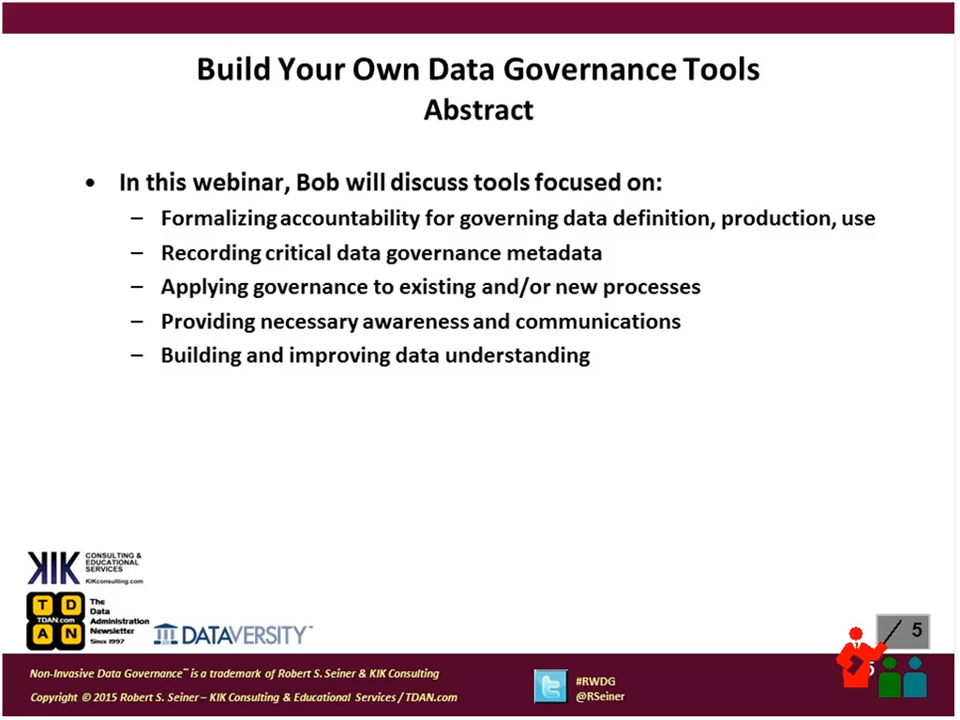 Build Your Own Data Governance Tools
Abstract
• In this webinar, Bob will discuss tools focused on:
– Formalizing accountability for governing data definition, production, use
– Recording critical data governance metadata
– Applying governance to existing and/or new processes
– Providing necessary awareness and communications
– Building and improving data understanding
KIK CONSULTING &
EDUCATIONAL
SERVICES
KIKconsulting.com
T D
TDAN.com
A N
The
Data
Administration
Newsletter
Since 1997
DATAVERSITY™
5
5
Non-Invasive Data Governance™ is a trademark of Robert S. Seiner & KIK Consulting
Copyright © 2015 Robert S. Seiner – KIK Consulting & Educational Services / TDAN.com
#RWDG
@RSeiner